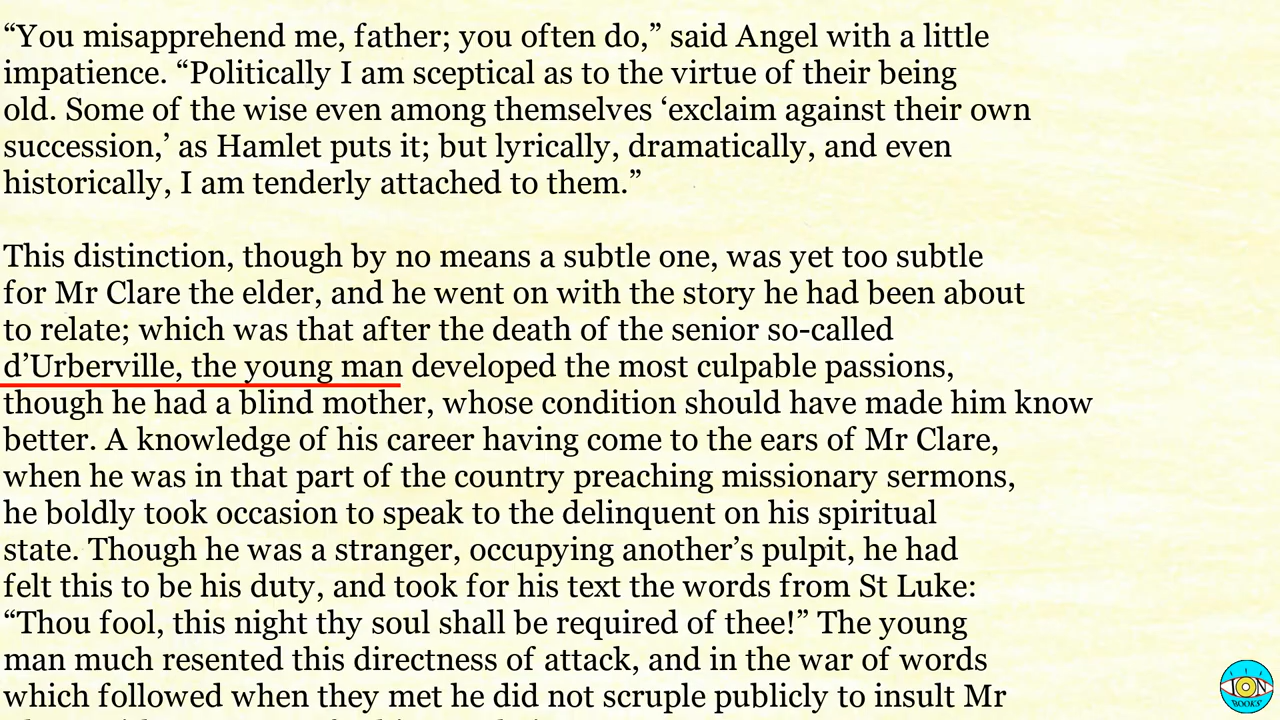 “You misapprehend me, father; you often do,” said Angel with a little
impatience. “Politically I am sceptical as to the virtue of their being
old. Some of the wise even among themselves ‘exclaim against their own
succession,’ as Hamlet puts it; but lyrically, dramatically, and even
historically, I am tenderly attached to them.”
This distinction, though by no means a subtle one, was yet too subtle
for Mr Clare the elder, and he went on with the story he had been about
to relate; which was that after the death of the senior so-called
d’Urberville, the young man developed the most culpable passions,
though he had a blind mother, whose condition should have made him know
better. A knowledge of his career having come to the ears of Mr Clare,
when he was in that part of the country preaching missionary sermons,
he boldly took occasion to speak to the delinquent on his spiritual
state. Though he was a stranger, occupying another’s pulpit, he had
felt this to be his duty, and took for his text the words from St Luke:
“Thou fool, this night thy soul shall be required of thee!” The young
man much resented this directness of attack, and in the war of words
which followed when they met he did not scruple publicly to insult Mr
ION
BOOKS